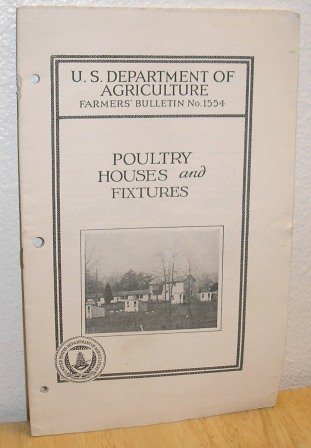 U. S. DEPARTMENT OF
AGRICULTURE
FARMERS' BULLETIN No. 1554
POULTRY
HOUSES and
FIXTURES